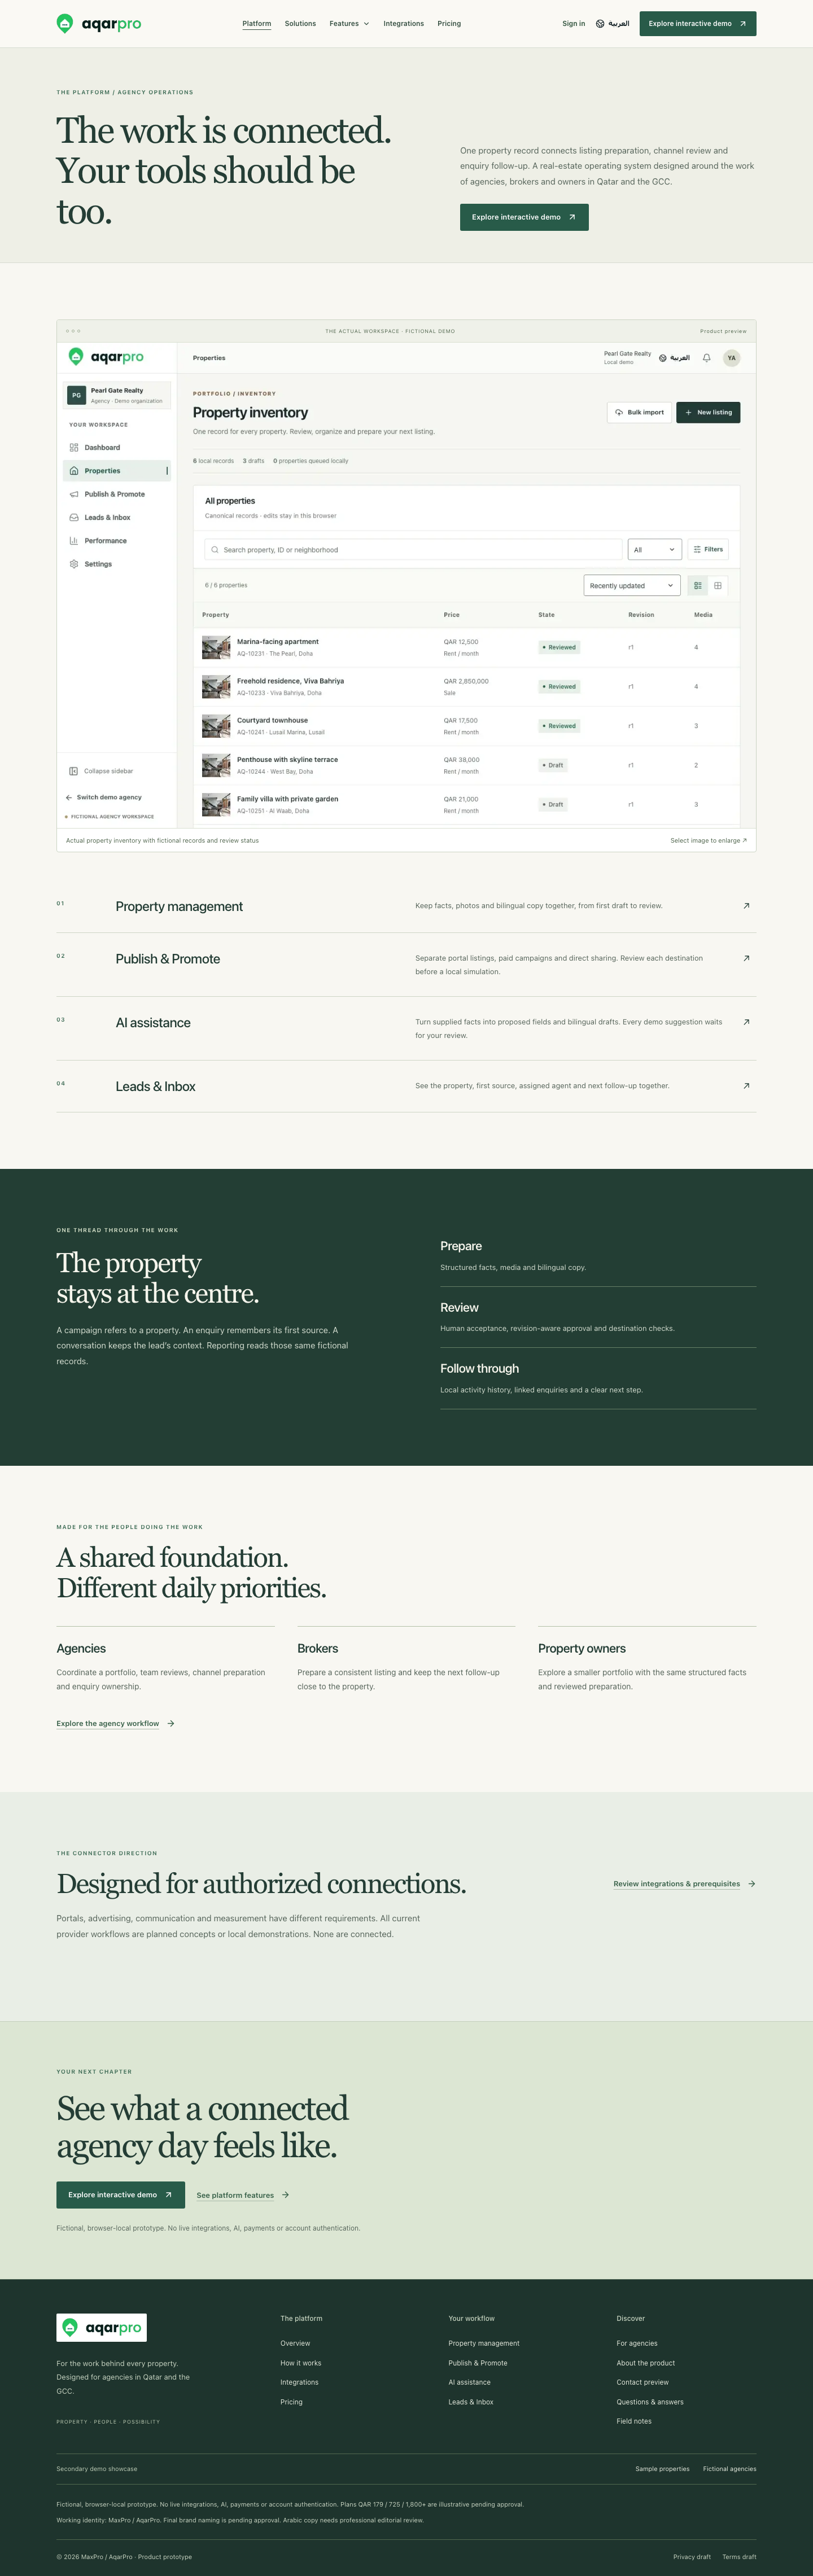 aqarpro
Platform Solutions Features Integrations Pricing
Sign in العربية Explore interactive demo
THE PLATFORM / AGENCY OPERATIONS
The work is connected.
Your tools should be
too.
One property record connects listing preparation, channel review and
enquiry follow-up. A real-estate operating system designed around the work
of agencies, brokers and owners in Qatar and the GCC.
Explore interactive demo
THE ACTUAL WORKSPACE · FICTIONAL DEMO
Product preview
aqarpro
Properties
Pearl Gate Realty
Local demo
العربية
YA
PG
Pearl Gate Realty
Agency · Demo organization
YOUR WORKSPACE
Dashboard
Properties
Publish & Promote
Leads & Inbox
Performance
Settings
Collapse sidebar
Switch demo agency
FICTIONAL AGENCY WORKSPACE
PORTFOLIO / INVENTORY
Property inventory
One record for every property. Review, organize and prepare your next listing.
Bulk import
New listing
6 local records 3 drafts 0 properties queued locally
All properties
Canonical records · edits stay in this browser
Search property, ID or neighborhood
All
Filters
6 / 6 properties
Recently updated
Property Price State Revision Media
Marina-facing apartment
AQ-10231 · The Pearl, Doha
QAR 12,500
Rent / month
Reviewed
r1
4
Freehold residence, Viva Bahriya
AQ-10233 · Viva Bahriya, Doha
QAR 2,850,000
Sale
Reviewed
r1
4
Courtyard townhouse
AQ-10241 · Lusail Marina, Lusail
QAR 17,500
Rent / month
Reviewed
r1
3
Penthouse with skyline terrace
AQ-10244 · West Bay, Doha
QAR 38,000
Rent / month
Draft
r1
2
Family villa with private garden
AQ-10251 · Al Waab, Doha
QAR 21,000
Rent / month
Draft
r1
3
Actual property inventory with fictional records and review status
Select image to enlarge ↗
01
Property management
Keep facts, photos and bilingual copy together, from first draft to review.
02
Publish & Promote
Separate portal listings, paid campaigns and direct sharing. Review each destination
before a local simulation.
03
AI assistance
Turn supplied facts into proposed fields and bilingual drafts. Every demo suggestion waits
for your review.
04
Leads & Inbox
See the property, first source, assigned agent and next follow-up together.
ONE THREAD THROUGH THE WORK
The property
stays at the centre.
A campaign refers to a property. An enquiry remembers its first source. A
conversation keeps the lead's context. Reporting reads those same fictional
records.
Prepare
Structured facts, media and bilingual copy.
Review
Human acceptance, revision-aware approval and destination checks.
Follow through
Local activity history, linked enquiries and a clear next step.
MADE FOR THE PEOPLE DOING THE WORK
A shared foundation.
Different daily priorities.
Agencies
Coordinate a portfolio, team reviews, channel preparation
and enquiry ownership.
Brokers
Prepare a consistent listing and keep the next follow-up
close to the property.
Property owners
Explore a smaller portfolio with the same structured facts
and reviewed preparation.
Explore the agency workflow
THE CONNECTOR DIRECTION
Designed for authorized connections.
Portals, advertising, communication and measurement have different requirements. All current
provider workflows are planned concepts or local demonstrations. None are connected.
Review integrations & prerequisites
YOUR NEXT CHAPTER
See what a connected
agency day feels like.
Explore interactive demo
See platform features
Fictional, browser-local prototype. No live integrations, AI, payments or account authentication.
aqarpro
For the work behind every property.
Designed for agencies in Qatar and the
GCC.
PROPERTY · PEOPLE · POSSIBILITY
The platform
Overview
How it works
Integrations
Pricing
Your workflow
Property management
Publish & Promote
AI assistance
Leads & Inbox
Discover
For agencies
About the product
Contact preview
Questions & answers
Field notes
Secondary demo showcase
Sample properties Fictional agencies
Fictional, browser-local prototype. No live integrations, AI, payments or account authentication. Plans QAR 179 / 725 / 1,800+ are illustrative pending approval.
Working identity: MaxPro / AqarPro. Final brand naming is pending approval. Arabic copy needs professional editorial review.
© 2026 MaxPro / AqarPro · Product prototype
Privacy draft Terms draft